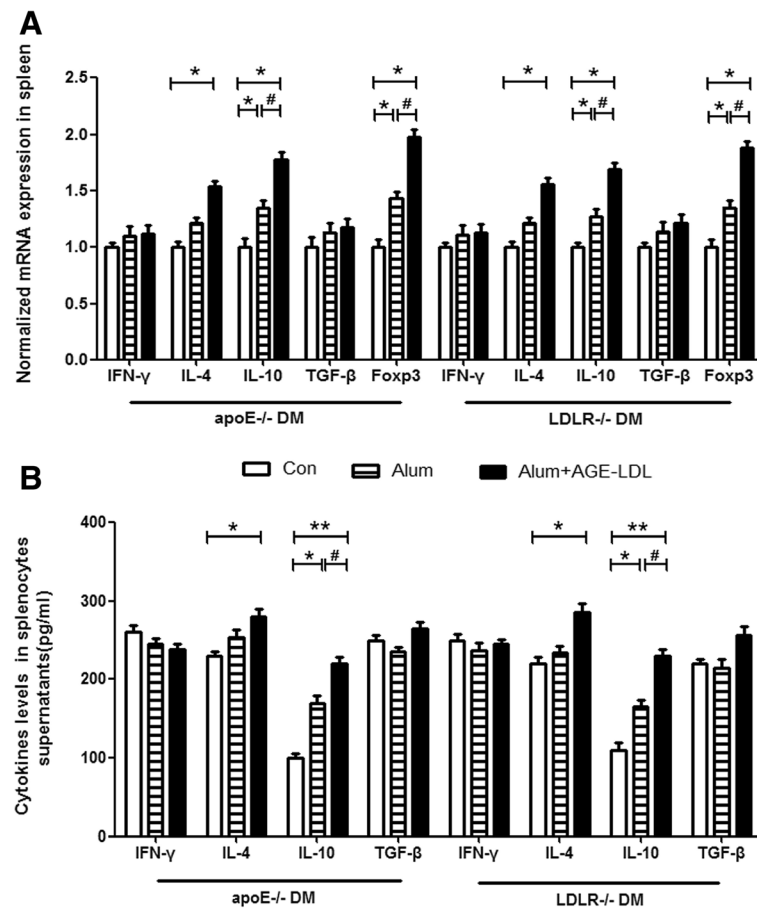 A
Normalized mRNA expression in spleen
2.5
2.0
1.5
1.0
0.5
0.0
* * * * * *
* # * # * # * #
IFN-γ IL-4 IL-10 TGF-β Foxp3 IFN-γ IL-4 IL-10 TGF-β Foxp3
apoE-/- DM LDLR-/- DM
Con Alum Alum+AGE-LDL
B
Cytokines levels in splenocytes
supernatants(pg/ml)
400
300
200
100
0
* ** * **
* # * #
IFN-γ IL-4 IL-10 TGF-β IFN-γ IL-4 IL-10 TGF-β
apoE-/- DM LDLR-/- DM